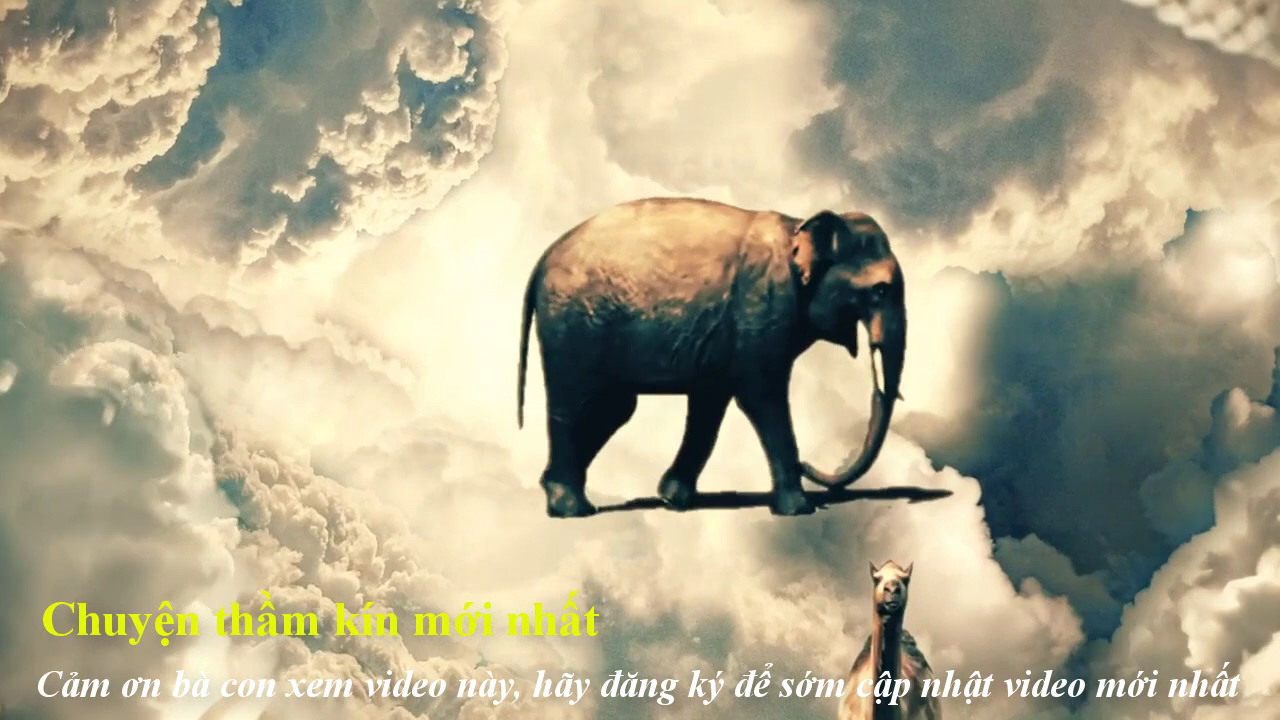 Chuyện thầm kín mới nhất
Cảm ơn bà con xem video này, hãy đăng ký để sớm cập nhật video mới nhất